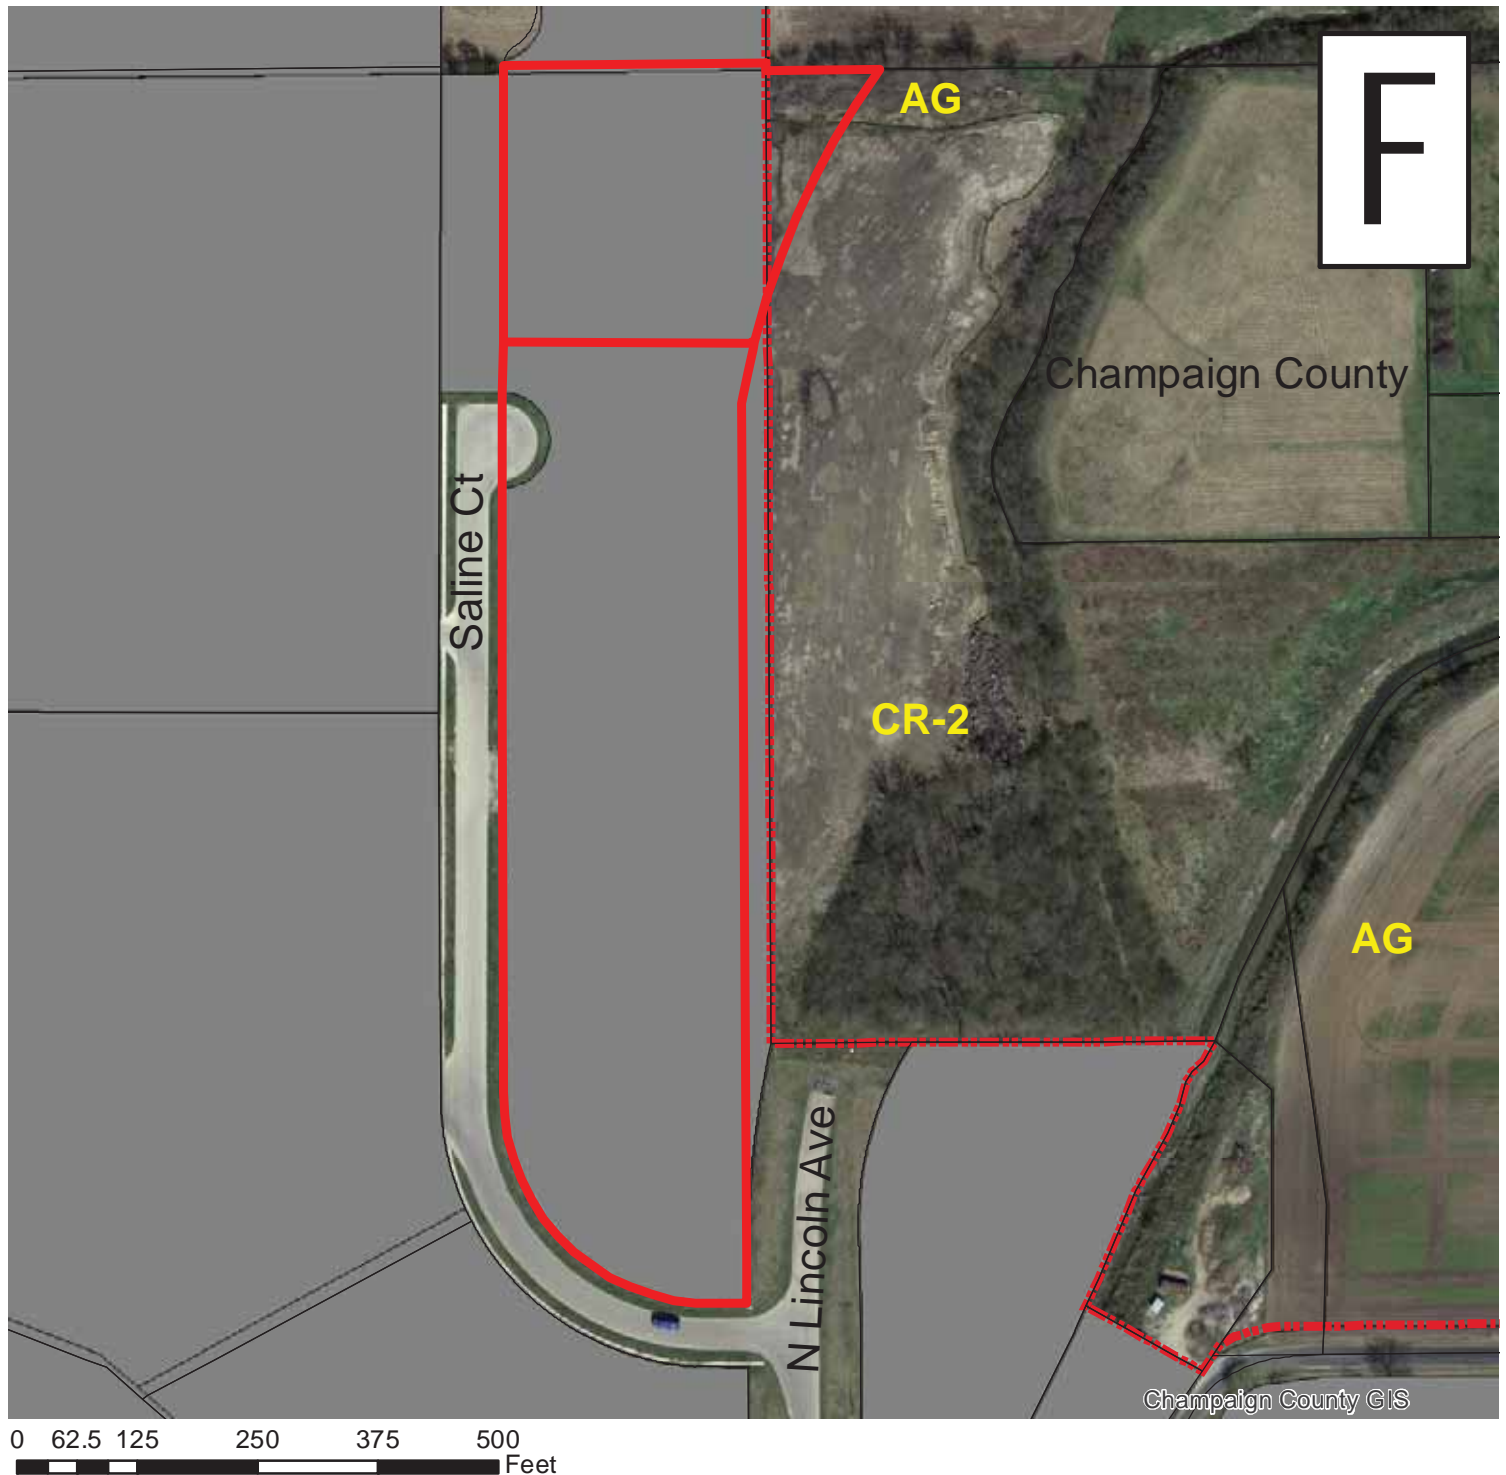 AG
F
Champaign County
Saline Ct
CR-2
AG
N Lincoln Ave
Champaign County GIS
0 62.5 125 250 375 500
Feet